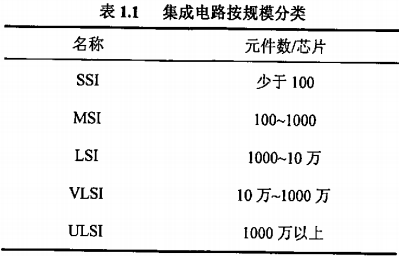 表 1.1 集成电路按规模分类
名称 元件数/芯片
SSI 少于 100
MSI 100~1000
LSI 1000~10 万
VLSI 10 万~1000 万
ULSI 1000 万以上